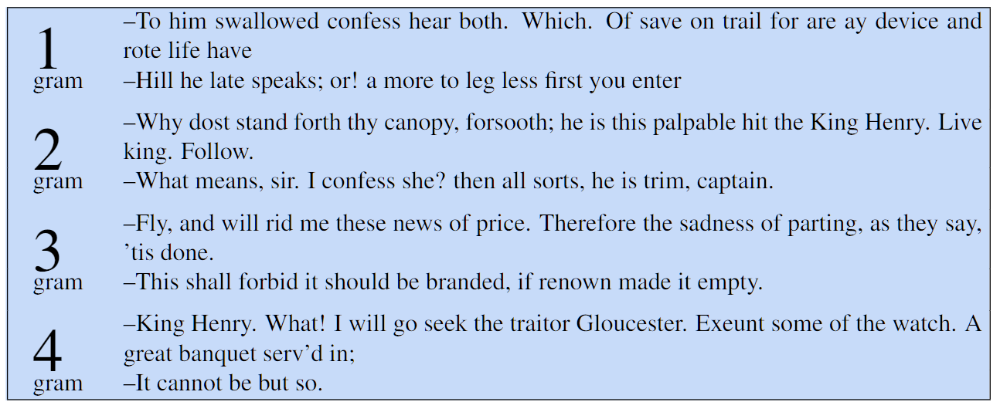 1
gram
–To him swallowed confess hear both. Which. Of save on trail for are ay device and
rote life have
–Hill he late speaks; or! a more to leg less first you enter
2
gram
–Why dost stand forth thy canopy, forsooth; he is this palpable hit the King Henry. Live
king. Follow.
–What means, sir. I confess she? then all sorts, he is trim, captain.
3
gram
–Fly, and will rid me these news of price. Therefore the sadness of parting, as they say,
’tis done.
–This shall forbid it should be branded, if renown made it empty.
4
gram
–King Henry. What! I will go seek the traitor Gloucester. Exeunt some of the watch. A
great banquet serv’d in;
–It cannot be but so.